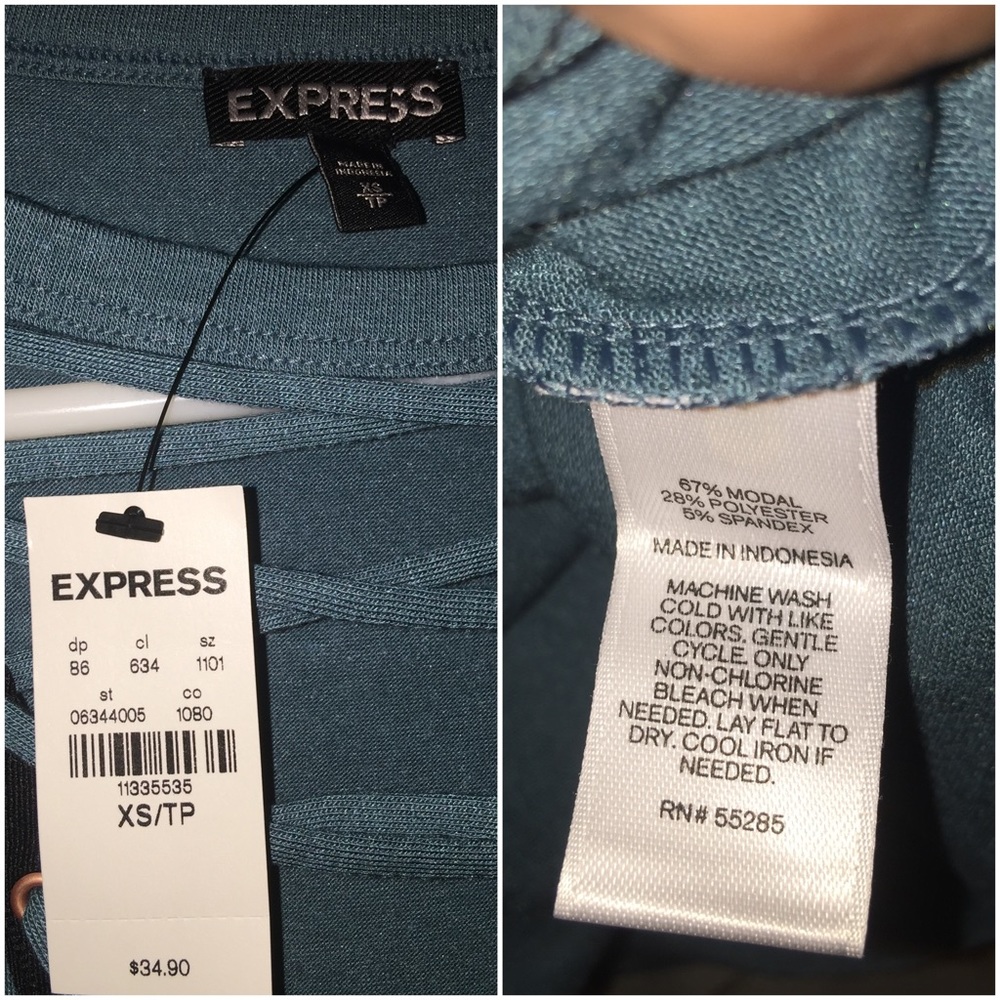 EXPRESS
MADE IN
INDONESIA
XS
TP
EXPRESS
dp cl sz
86 634 1101
st co
06344005 1080
11335535
XS/TP
$34.90
67% MODAL
28% POLYESTER
5% SPANDEX
MADE IN INDONESIA
MACHINE WASH
COLD WITH LIKE
COLORS. GENTLE
CYCLE. ONLY
NON-CHLORINE
BLEACH WHEN
NEEDED. LAY FLAT TO
DRY. COOL IRON IF
NEEDED.
RN# 55285